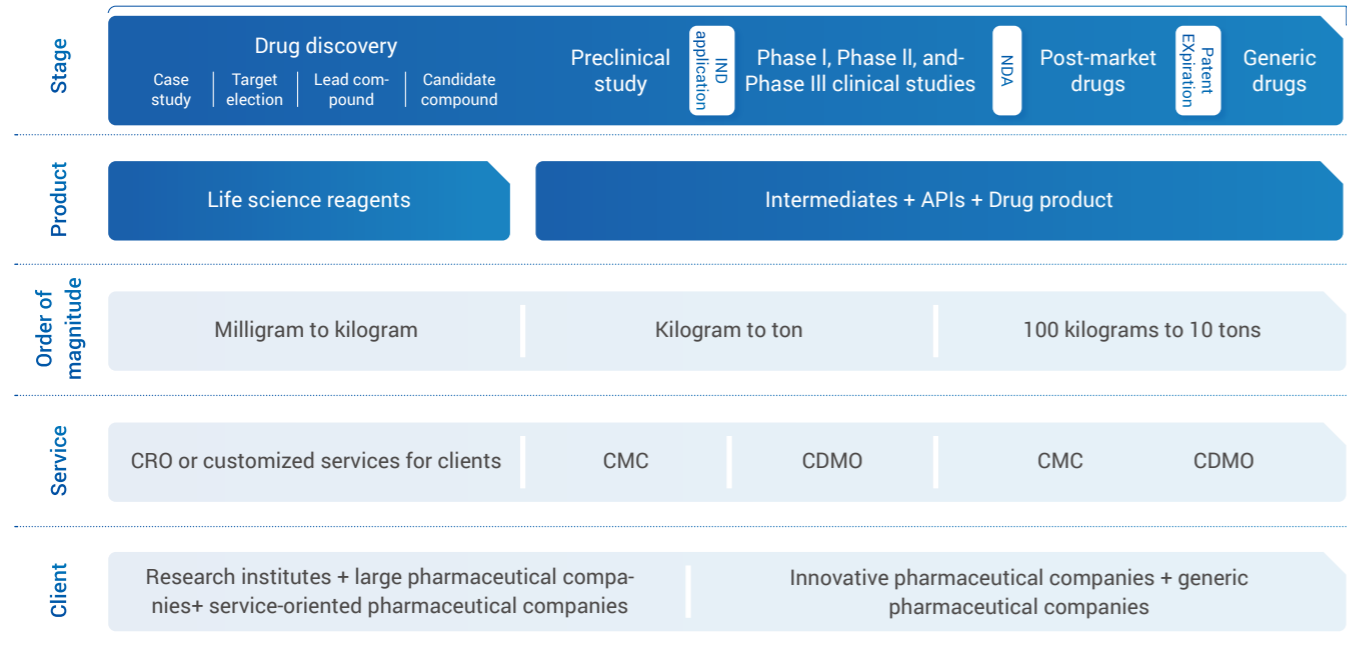 Stage
Drug discovery
Case
study
Target
election
Lead com-
pound
Candidate
compound
Preclinical
study
IND
application
Phase I, Phase II, and-
Phase III clinical studies
NDA
Post-market
drugs
Patent
EXpiration
Generic
drugs
Product
Life science reagents
Intermediates + APIs + Drug product
Order of
magnitude
Milligram to kilogram
Kilogram to ton
100 kilograms to 10 tons
Service
CRO or customized services for clients
CMC
CDMO
CMC
CDMO
Client
Research institutes + large pharmaceutical compa-
nies+ service-oriented pharmaceutical companies
Innovative pharmaceutical companies + generic
pharmaceutical companies